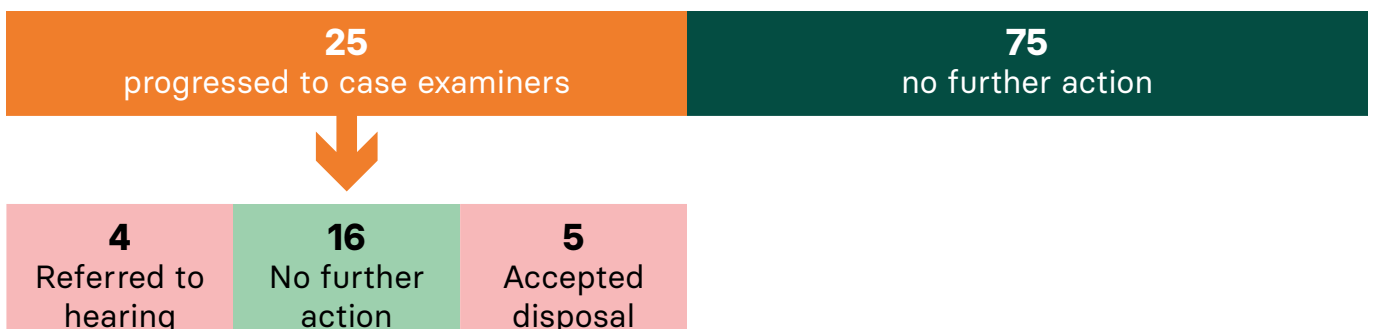 25
progressed to case examiners
75
no further action
4
Referred to
hearing
16
No further
action
5
Accepted
disposal